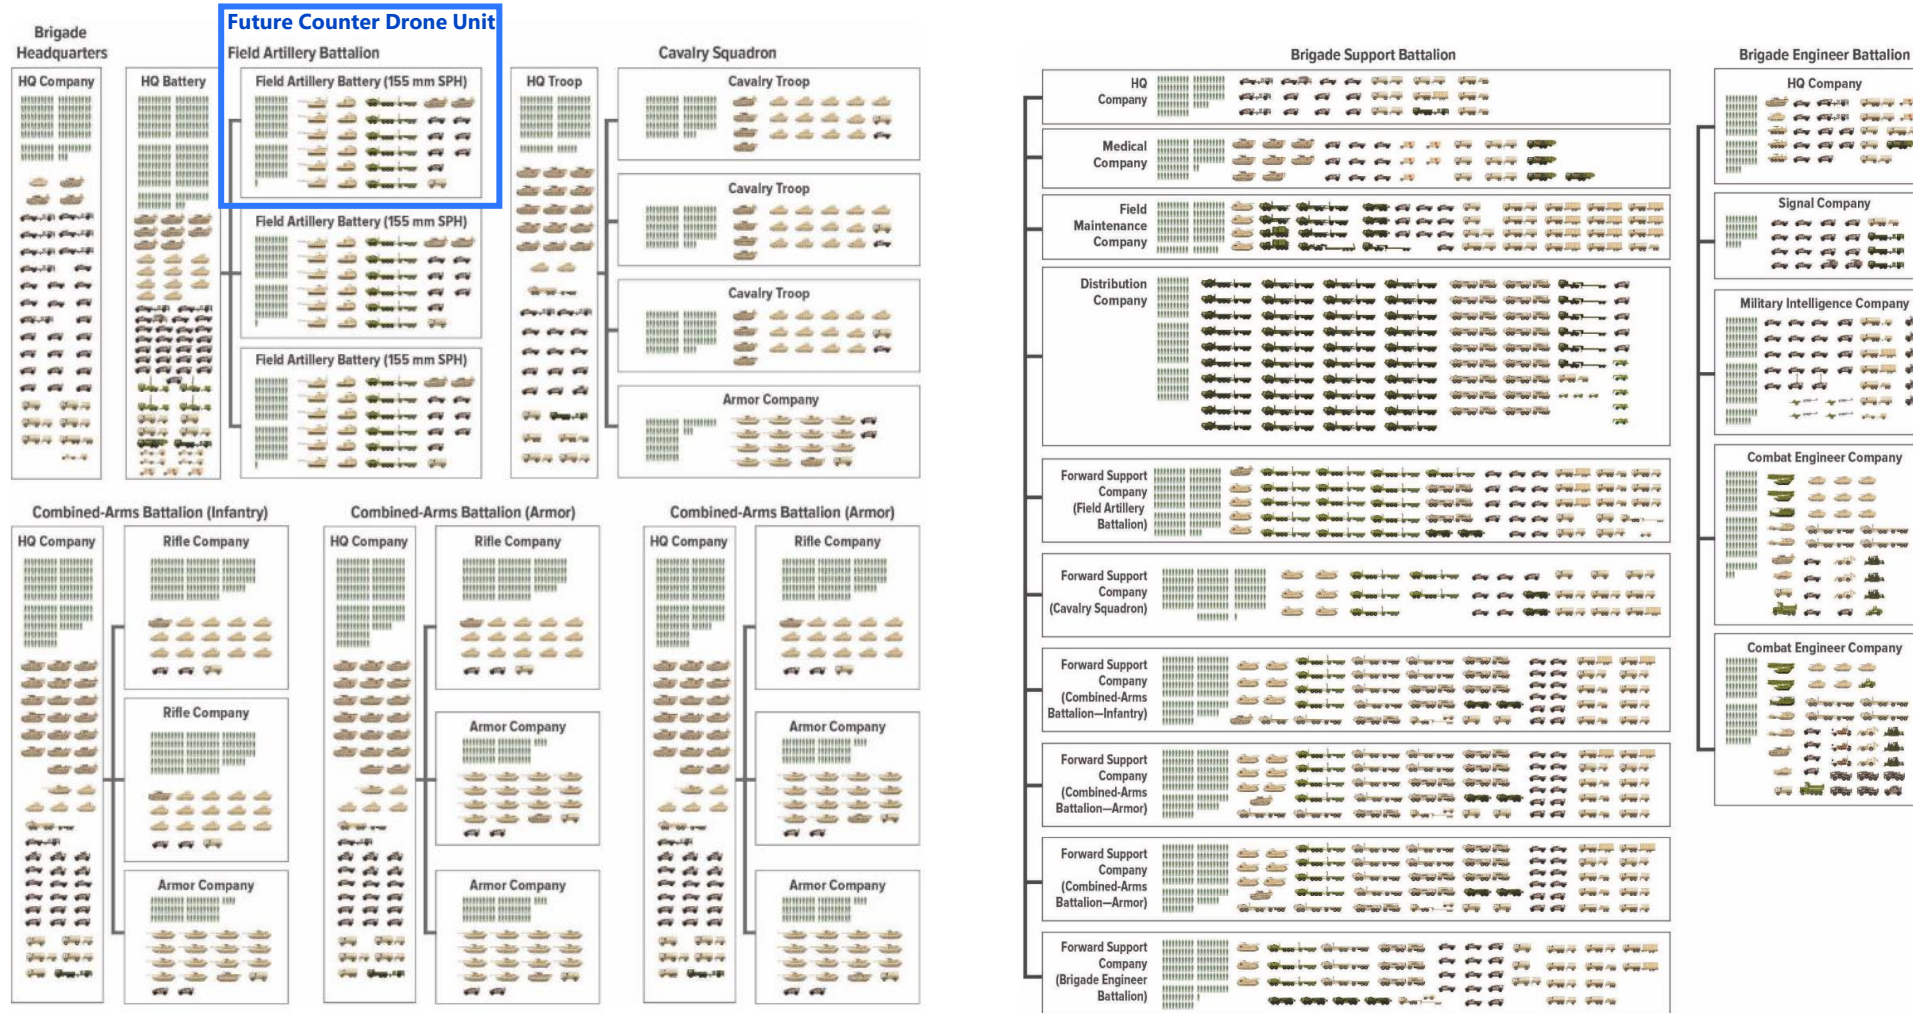 Future Counter Drone Unit
Brigade
Headquarters
HQ Company
Field Artillery Battalion
HQ Battery
Field Artillery Battery (155 mm SPH)
Field Artillery Battery (155 mm SPH)
Field Artillery Battery (155 mm SPH)
Cavalry Squadron
HQ Troop
Cavalry Troop
Cavalry Troop
Cavalry Troop
Armor Company
Combined-Arms Battalion (Infantry)
HQ Company
Rifle Company
Rifle Company
Armor Company
Combined-Arms Battalion (Armor)
HQ Company
Rifle Company
Armor Company
Armor Company
Combined-Arms Battalion (Armor)
HQ Company
Rifle Company
Armor Company
Armor Company
Brigade Support Battalion
HQ
Company
Medical
Company
Field
Maintenance
Company
Distribution
Company
Forward Support
Company
(Field Artillery
Battalion)
Forward Support
Company
(Cavalry Squadron)
Forward Support
Company
(Combined-Arms
Battalion—Infantry)
Forward Support
Company
(Combined-Arms
Battalion—Armor)
Forward Support
Company
(Combined-Arms
Battalion—Armor)
Forward Support
Company
(Brigade Engineer
Battalion)
Brigade Engineer Battalion
HQ Company
Signal Company
Military Intelligence Company
Combat Engineer Company
Combat Engineer Company